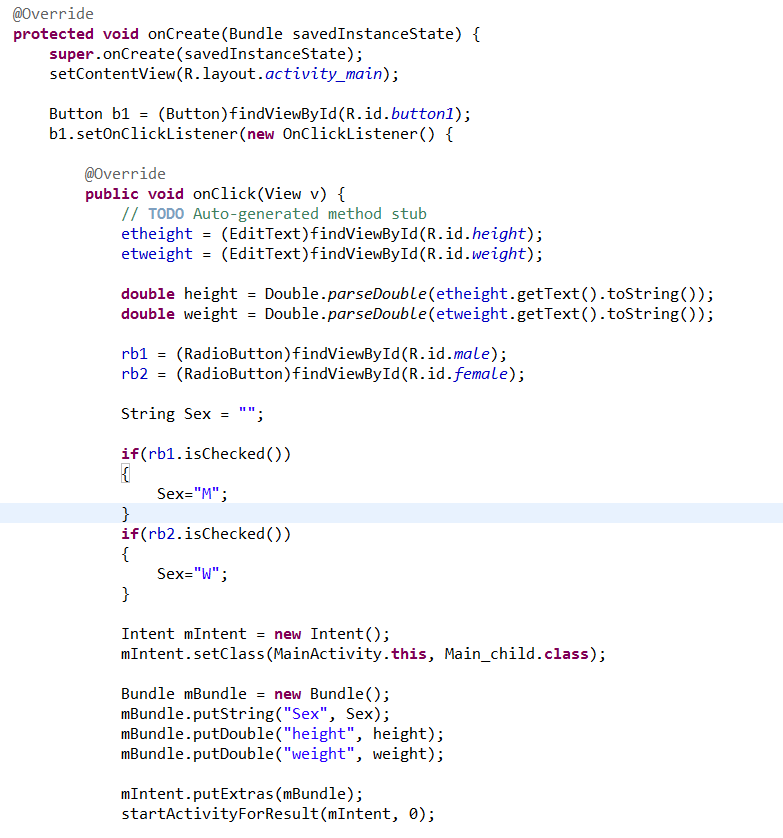 @Override
protected void onCreate(Bundle savedInstanceState) {
    super.onCreate(savedInstanceState);
    setContentView(R.layout.activity_main);

    Button b1 = (Button)findViewById(R.id.button1);
    b1.setOnClickListener(new OnClickListener() {

        @Override
        public void onClick(View v) {
            // TODO Auto-generated method stub
            etheight = (EditText)findViewById(R.id.height);
            etweight = (EditText)findViewById(R.id.weight);

            double height = Double.parseDouble(etheight.getText().toString());
            double weight = Double.parseDouble(etweight.getText().toString());

            rb1 = (RadioButton)findViewById(R.id.male);
            rb2 = (RadioButton)findViewById(R.id.female);

            String Sex = "";

            if(rb1.isChecked())
            {
                Sex="M";
            }
            if(rb2.isChecked())
            {
                Sex="W";
            }

            Intent mIntent = new Intent();
            mIntent.setClass(MainActivity.this, Main_child.class);

            Bundle mBundle = new Bundle();
            mBundle.putString("Sex", Sex);
            mBundle.putDouble("height", height);
            mBundle.putDouble("weight", weight);

            mIntent.putExtras(mBundle);
            startActivityForResult(mIntent, 0);